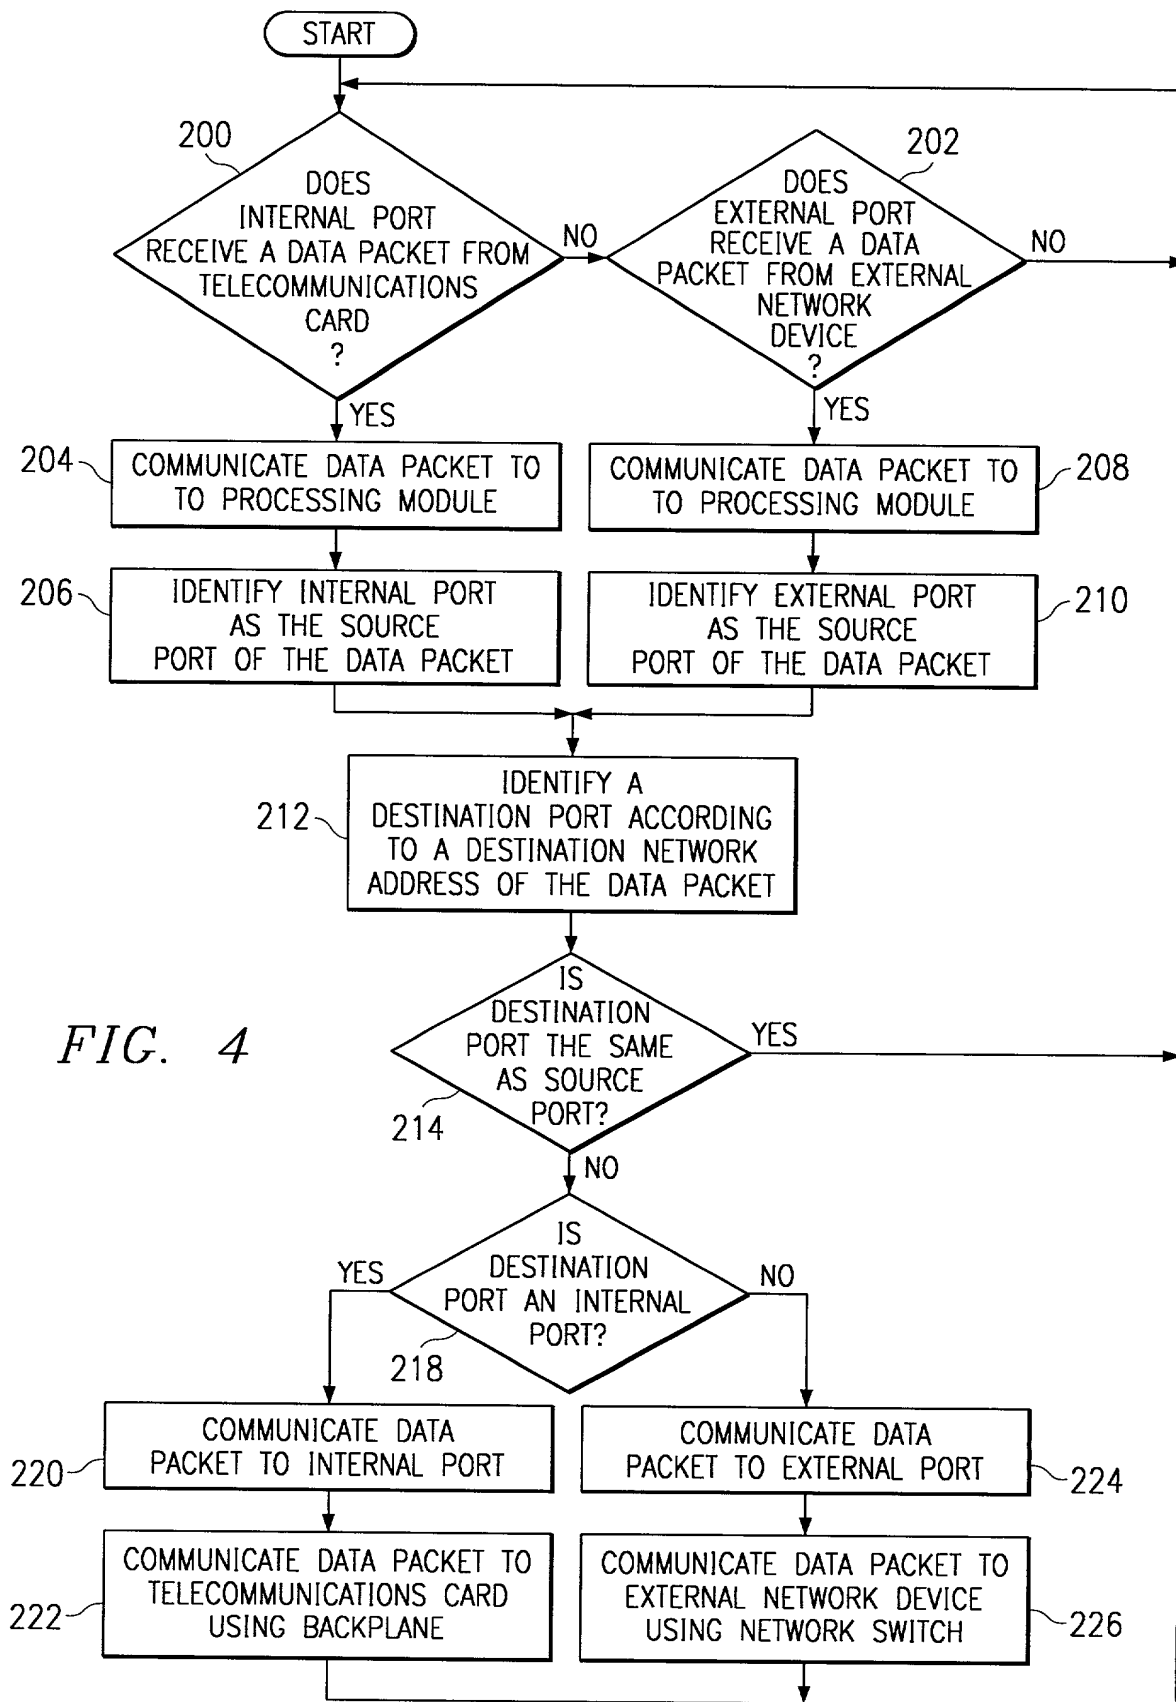 START
200
DOES
INTERNAL PORT
RECEIVE A DATA PACKET FROM
TELECOMMUNICATIONS
CARD
?
NO
202
DOES
EXTERNAL PORT
RECEIVE A DATA
PACKET FROM EXTERNAL
NETWORK
DEVICE
?
NO
YES
YES
204
COMMUNICATE DATA PACKET TO
TO PROCESSING MODULE
COMMUNICATE DATA PACKET TO
TO PROCESSING MODULE
208
206
IDENTIFY INTERNAL PORT
AS THE SOURCE
PORT OF THE DATA PACKET
IDENTIFY EXTERNAL PORT
AS THE SOURCE
PORT OF THE DATA PACKET
210
212
IDENTIFY A
DESTINATION PORT ACCORDING
TO A DESTINATION NETWORK
ADDRESS OF THE DATA PACKET
FIG. 4
IS
DESTINATION
PORT THE SAME
AS SOURCE
PORT?
YES
214
NO
IS
DESTINATION
PORT AN INTERNAL
PORT?
YES
NO
218
220
COMMUNICATE DATA
PACKET TO INTERNAL PORT
COMMUNICATE DATA
PACKET TO EXTERNAL PORT
224
222
COMMUNICATE DATA PACKET TO
TELECOMMUNICATIONS CARD
USING BACKPLANE
COMMUNICATE DATA PACKET TO
EXTERNAL NETWORK DEVICE
USING NETWORK SWITCH
226